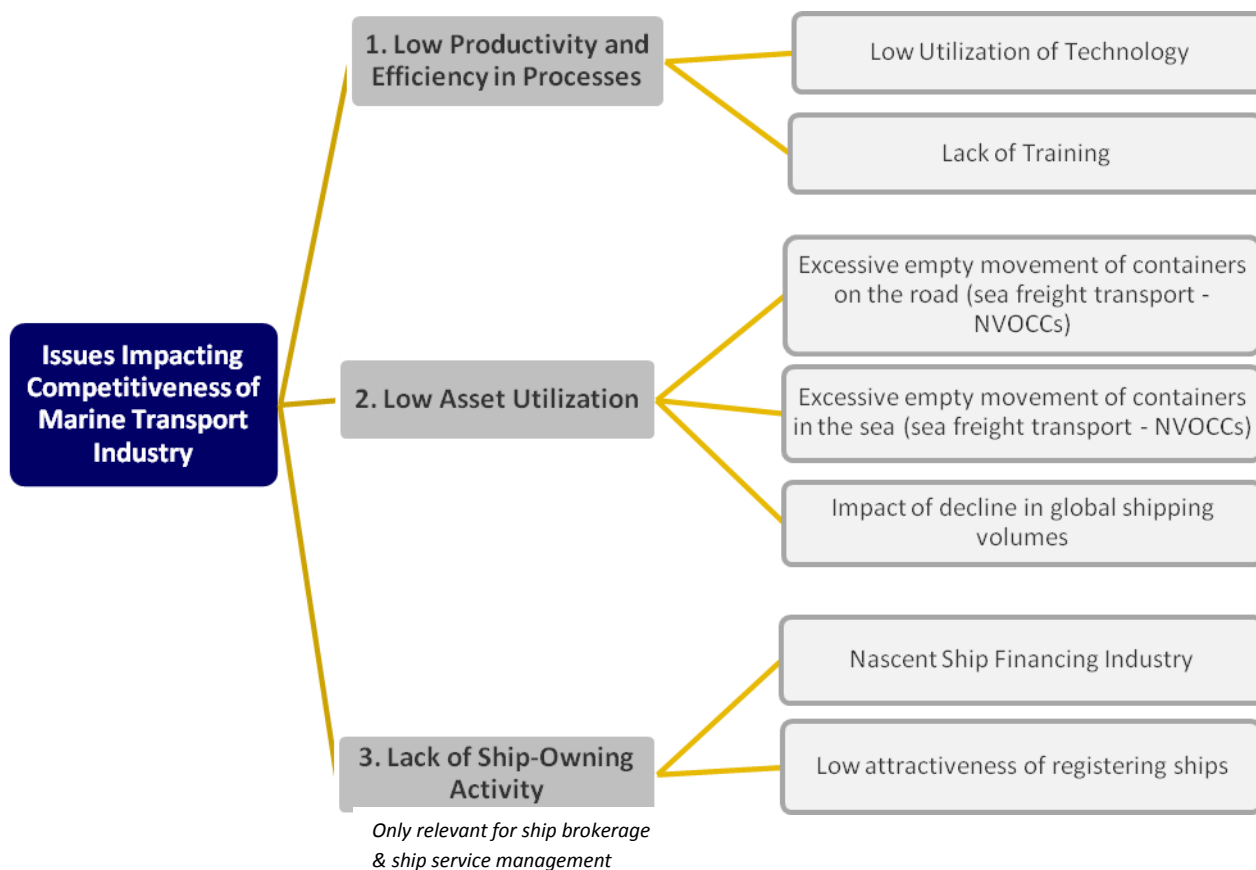 1. Low Productivity and
Efficiency in Processes
Low Utilization of Technology
Lack of Training
Issues Impacting
Competitiveness of
Marine Transport
Industry
2. Low Asset Utilization
Excessive empty movement of containers
on the road (sea freight transport -
NVOCCs)
Excessive empty movement of containers
in the sea (sea freight transport - NVOCCs)
Impact of decline in global shipping
volumes
3. Lack of Ship-Owning
Activity
Only relevant for ship brokerage
& ship service management
Nascent Ship Financing Industry
Low attractiveness of registering ships